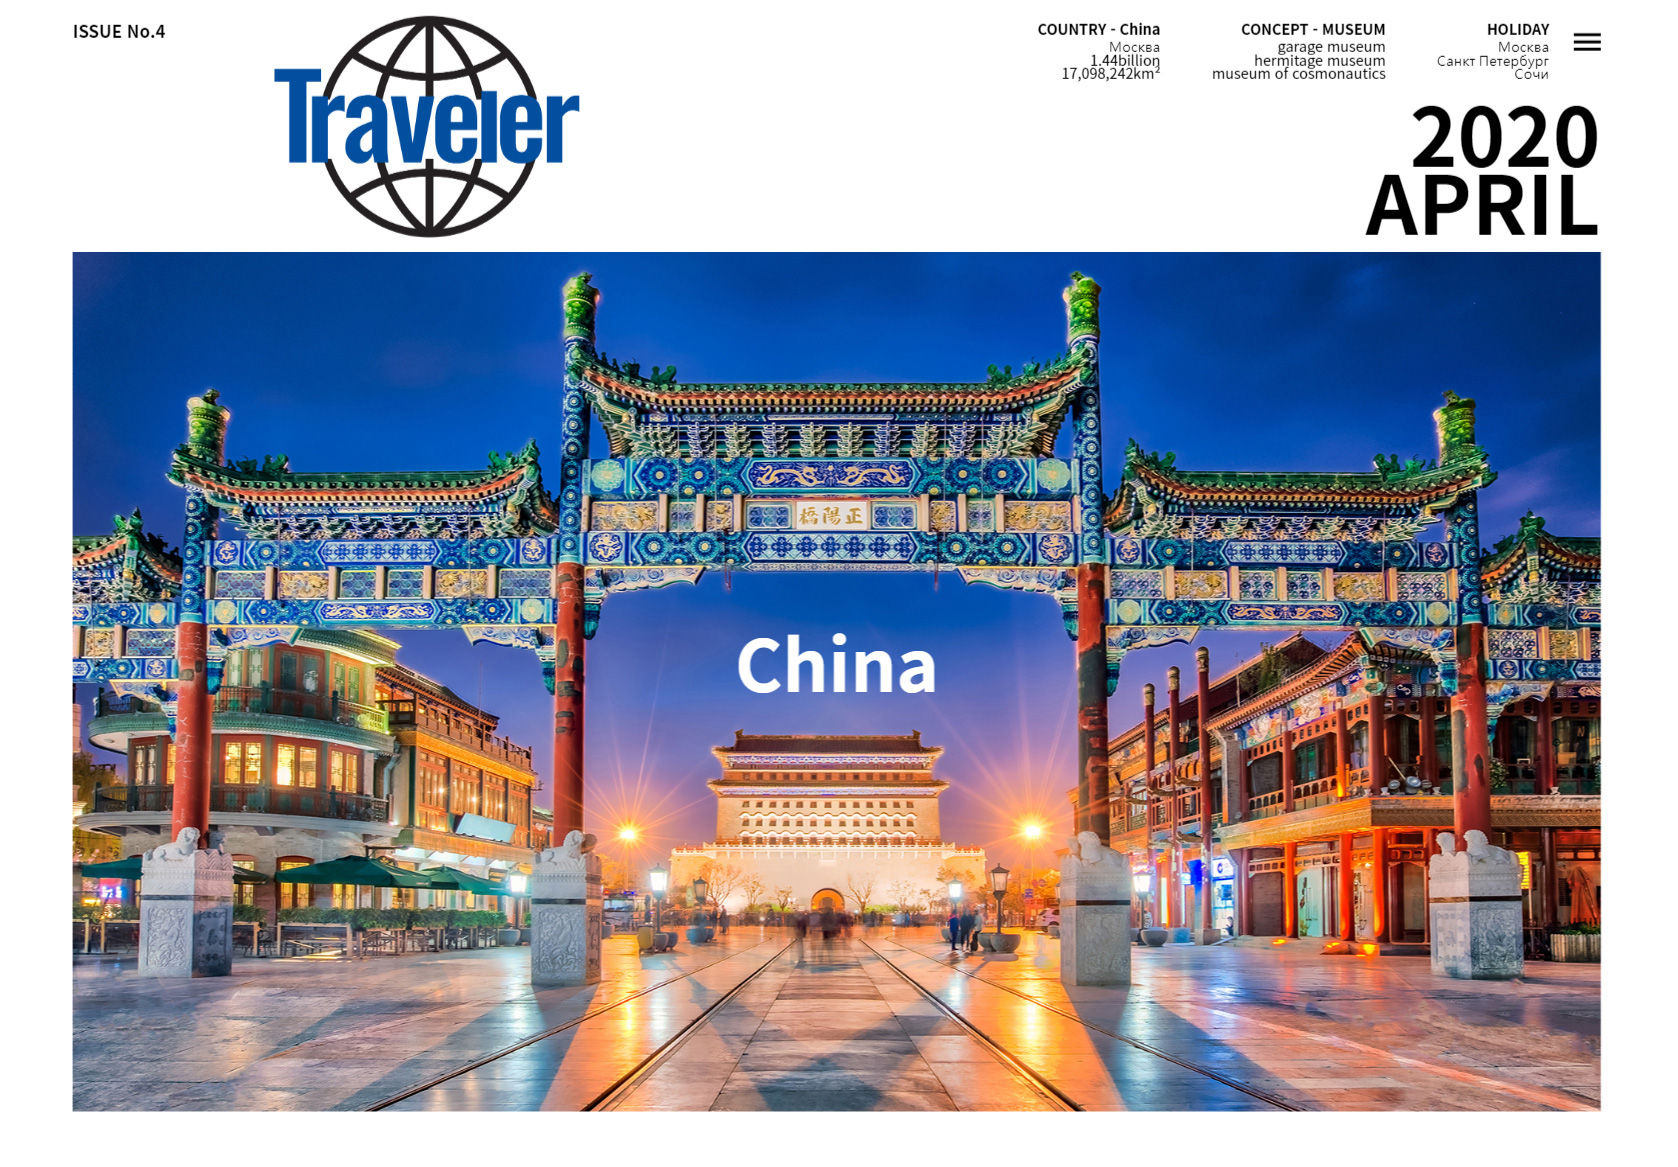 ISSUE No.4
Traveler
COUNTRY - China
Москва
1.44billion
17,098,242km²
CONCEPT - MUSEUM
garage museum
hermitage museum
museum of cosmonautics
HOLIDAY
Москва
Санкт Петербург
Сочи
2020
APRIL
橋陽正
China